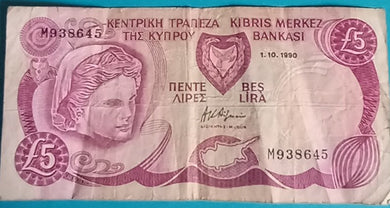 ΚΕΝΤΡΙΚΗ ΤΡΑΠΕΖΑ KIBRIS MERKEZ
ΤΗΣ ΚΥΠΡΟΥ BANKASI
£5
M938645
1.10.1990
ΠΕΝΤΕ BEŞ
ΛΙΡΕΣ LİRA
£5
M938645